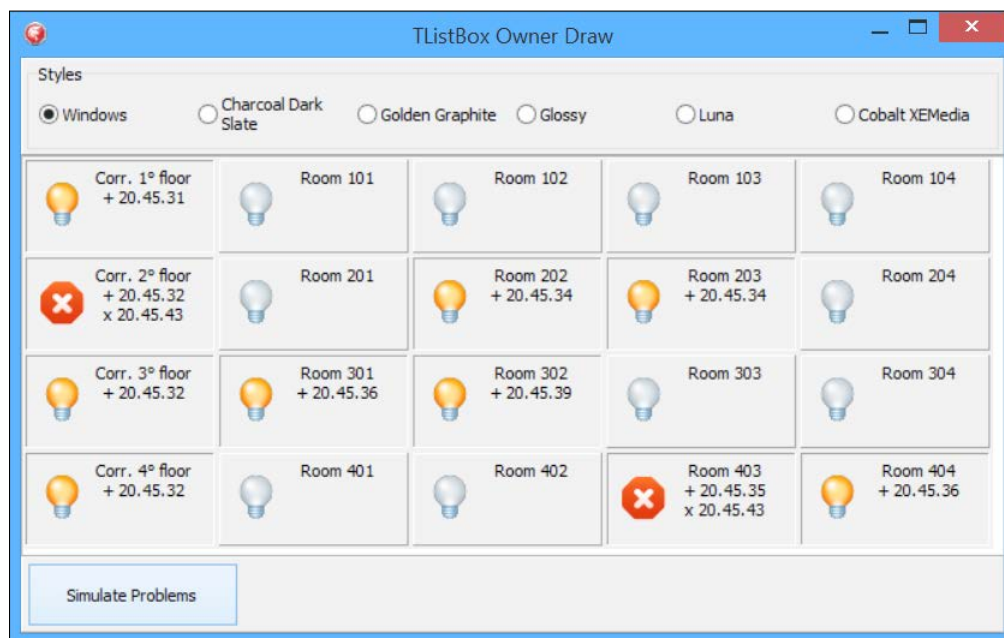 TListBox Owner Draw
Styles
Windows
Charcoal Dark
Slate
Golden Graphite
Glossy
Luna
Cobalt XEMedia
Corr. 1º floor
+ 20.45.31
Room 101
Room 102
Room 103
Room 104
Corr. 2º floor
+ 20.45.32
x 20.45.43
Room 201
Room 202
+ 20.45.34
Room 203
+ 20.45.34
Room 204
Corr. 3º floor
+ 20.45.32
Room 301
+ 20.45.36
Room 302
+ 20.45.39
Room 303
Room 304
Corr. 4º floor
+ 20.45.32
Room 401
Room 402
Room 403
+ 20.45.35
x 20.45.43
Room 404
+ 20.45.36
Simulate Problems